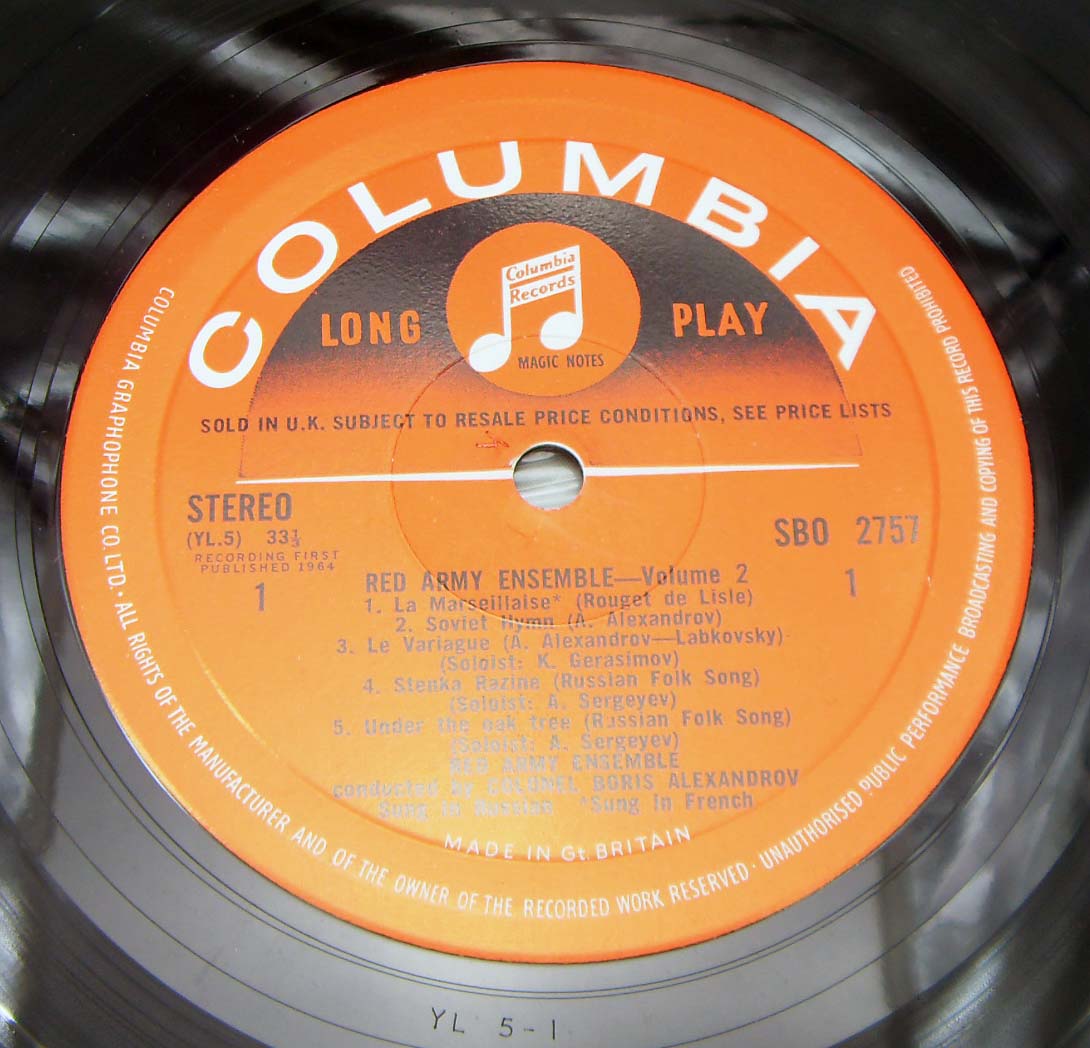 COLUMBIA
Columbia
Records
LONG PLAY
MAGIC NOTES
SOLD IN U.K. SUBJECT TO RESALE PRICE CONDITIONS, SEE PRICE LISTS
STEREO
SBO 2757
(YL.5) 33⅓
RECORDING FIRST
PUBLISHED 1964
1
1
RED ARMY ENSEMBLE—Volume 2
1. La Marseillaise* (Rouget de Lisle)
2. Soviet Hymn (A. Alexandrov)
3. Le Variague (A. Alexandrov—Labkovsky)
(Soloist: K. Gerasimov)
4. Stenka Razine (Russian Folk Song)
(Soloist: A. Sergeyev)
5. Under the oak tree (Russian Folk Song)
(Soloist: A. Sergeyev)
RED ARMY ENSEMBLE
conducted by COLONEL BORIS ALEXANDROV
Sung in Russian *Sung in French
MADE IN Gt. BRITAIN
COLUMBIA GRAPHOPHONE CO. LTD. · ALL RIGHTS OF THE MANUFACTURER AND OF THE OWNER OF THE RECORDED WORK RESERVED · UNAUTHORISED PUBLIC PERFORMANCE BROADCASTING AND COPYING OF THIS RECORD PROHIBITED
YL 5-1